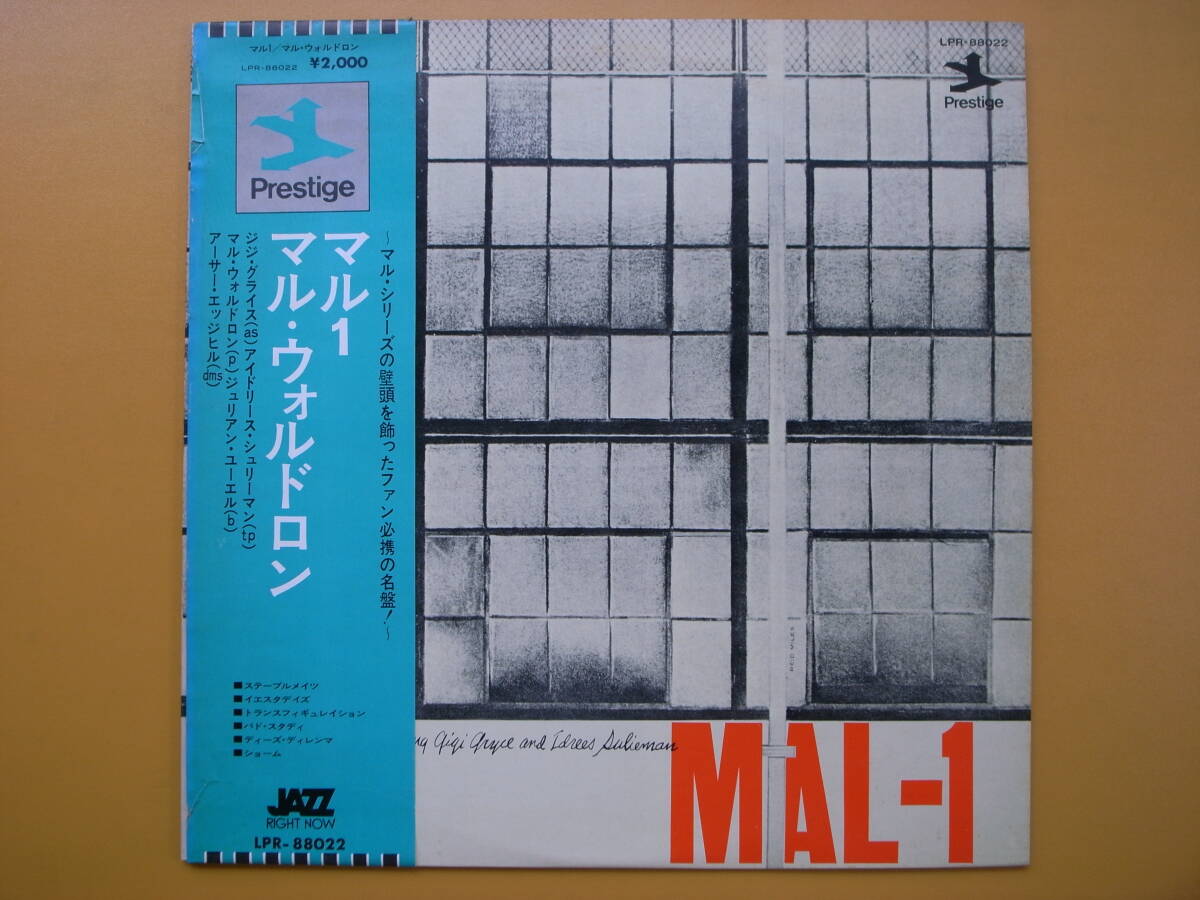 マル1／マル・ウォルドロン
LPR-88022 ¥2,000
Prestige
～マル・シリーズの壁頭を飾ったファン必携の名盤！～
マル1
マル・ウォルドロン
ジジ・グライス(as)アイドリース・シュリーマン(tp)
マル・ウォルドロン(p)ジュリアン・ユーエル(b)
アーサー・エッジヒル(dms)
■ステーブルメイツ
■イエスタデイズ
■トランスフィギュレイション
■バド・スタディ
■ディーズ・ディレンマ
■ショーム
JAZZ
RIGHT NOW
LPR-88022
LPR-88022
Prestige
REID MILES
Gigi Gryce and Idrees Sulieman
MAL-1